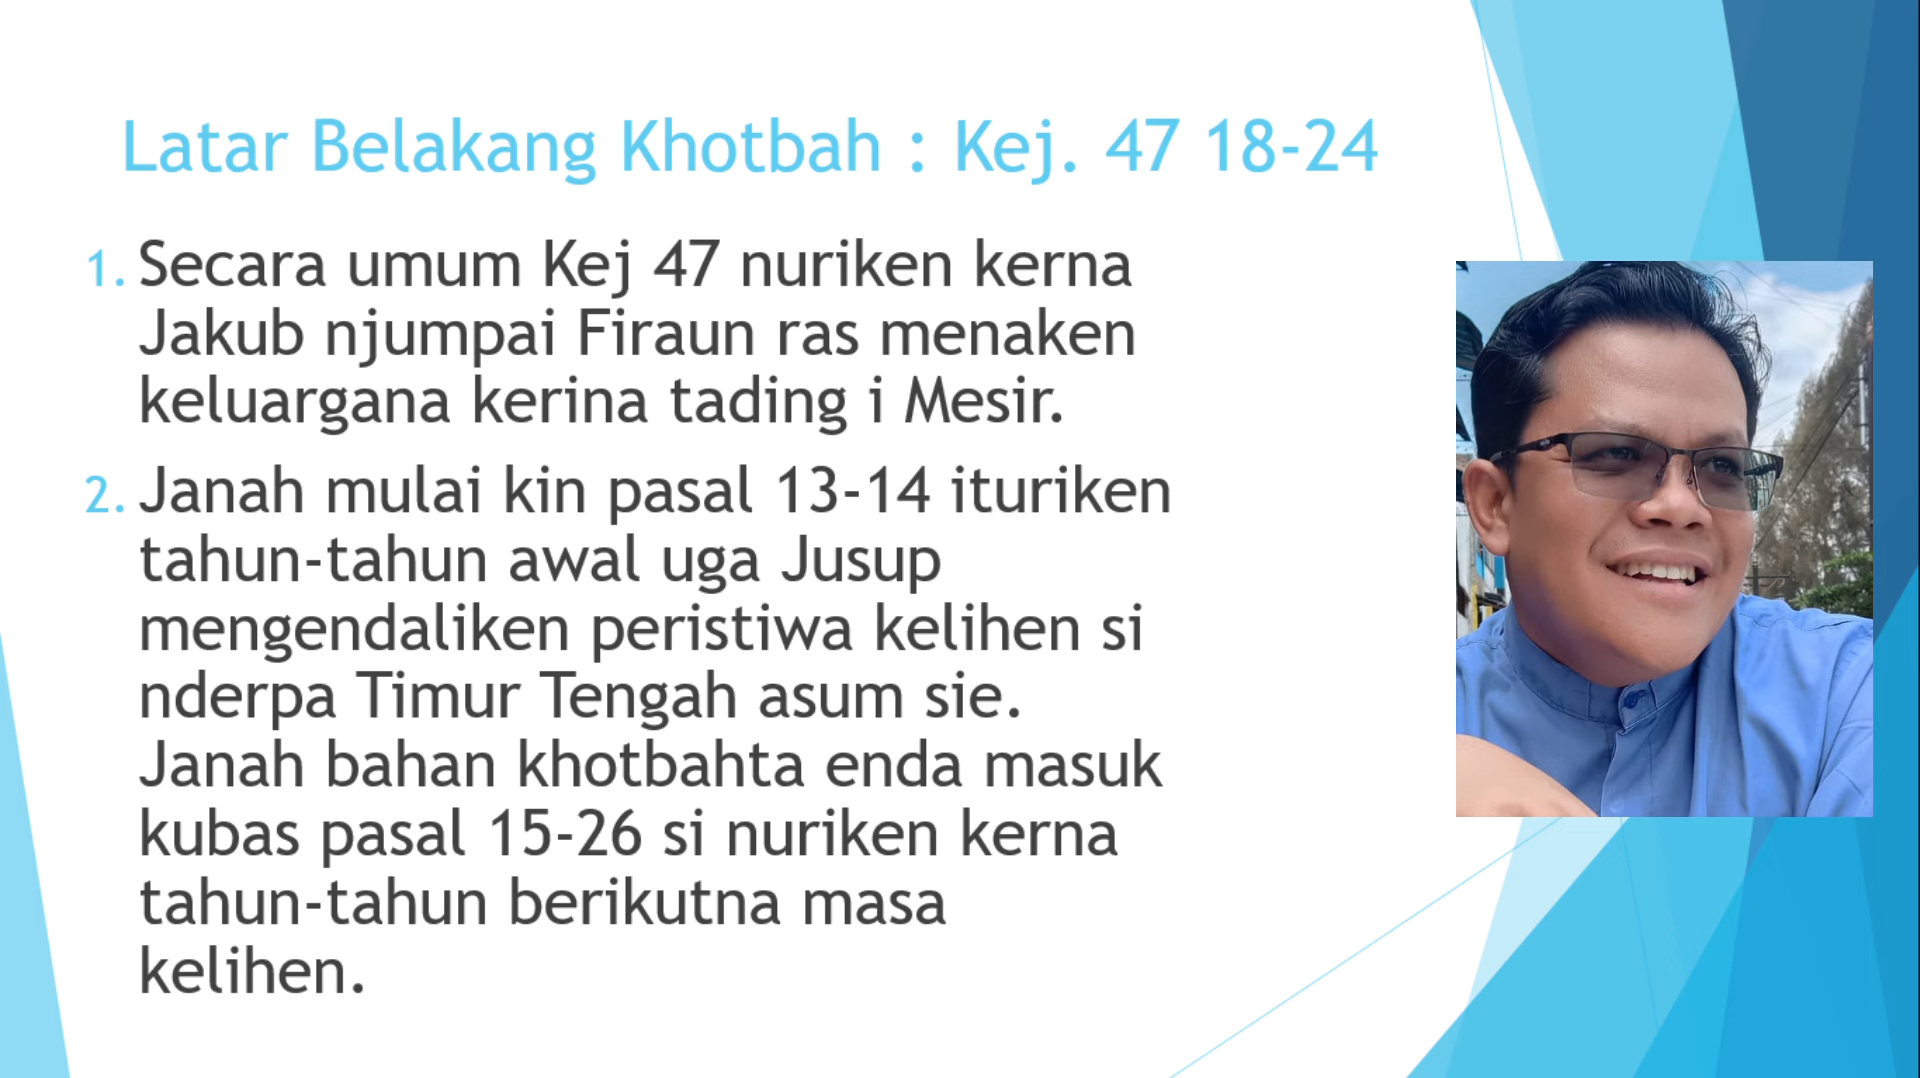 Latar Belakang Khotbah : Kej. 47 18-24
1. Secara umum Kej 47 nuriken kerna
Jakub njumpai Firaun ras menaken
keluargana kerina tading i Mesir.
2. Janah mulai kin pasal 13-14 ituriken
tahun-tahun awal uga Jusup
mengendaliken peristiwa kelihen si
nderpa Timur Tengah asum sie.
Janah bahan khotbahta enda masuk
kubas pasal 15-26 si nuriken kerna
tahun-tahun berikutna masa
kelihen.